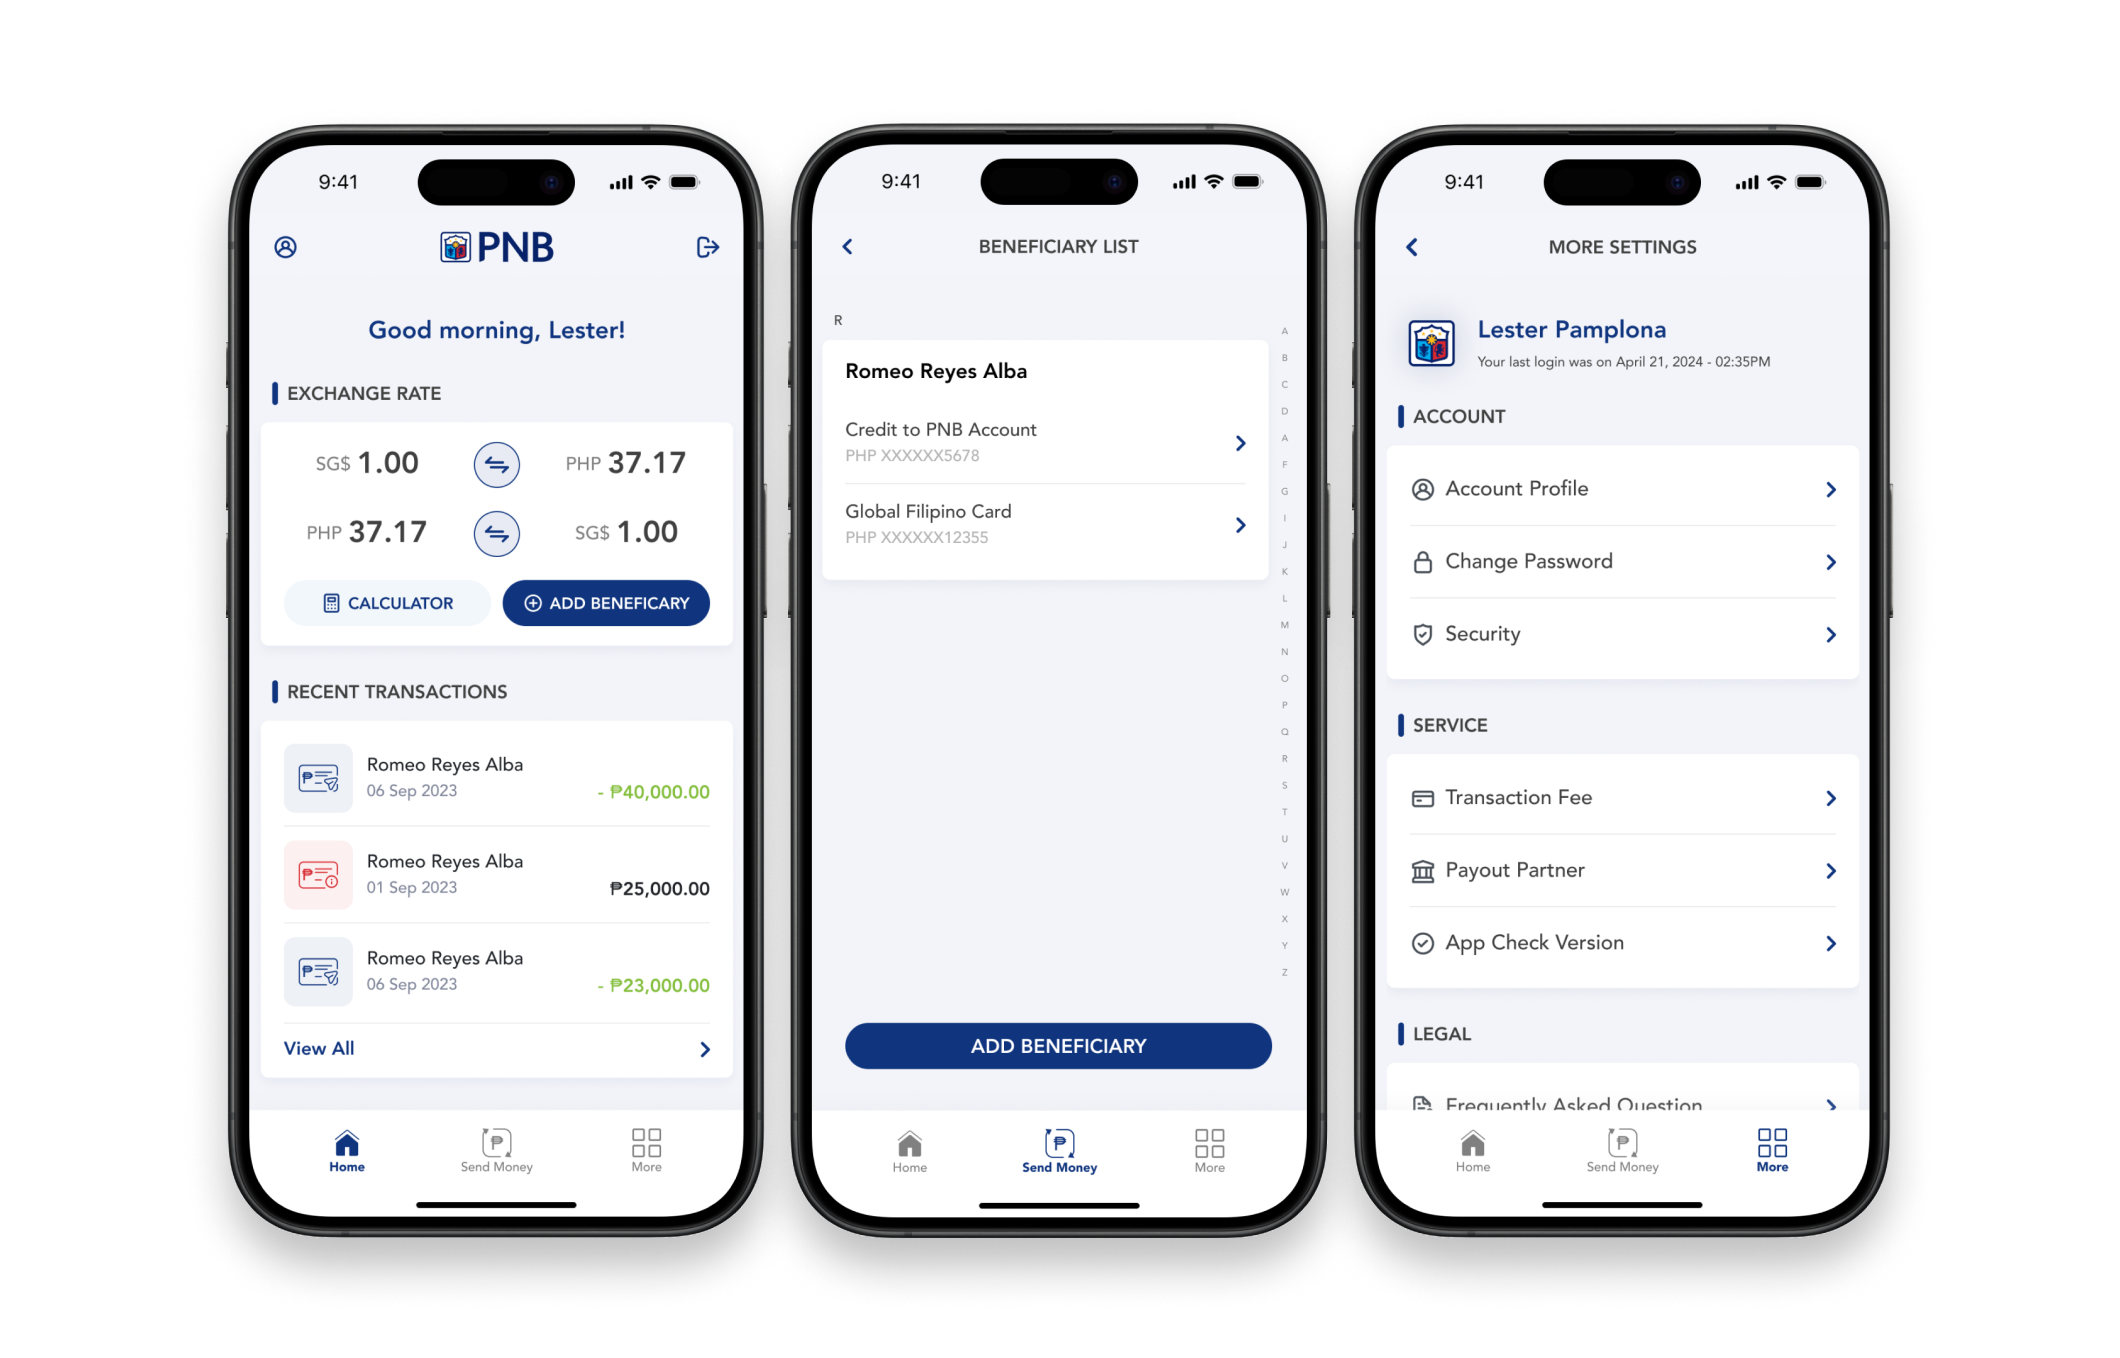 9:41
PNB
Good morning, Lester!
EXCHANGE RATE
SG$ 1.00 PHP 37.17
PHP 37.17 SG$ 1.00
CALCULATOR ADD BENEFICARY
RECENT TRANSACTIONS
Romeo Reyes Alba
06 Sep 2023 - ₱40,000.00
Romeo Reyes Alba
01 Sep 2023 ₱25,000.00
Romeo Reyes Alba
06 Sep 2023 - ₱23,000.00
View All
Home Send Money More
9:41
BENEFICIARY LIST
R
Romeo Reyes Alba
Credit to PNB Account
PHP XXXXXX5678
Global Filipino Card
PHP XXXXXX12355
A
B
C
D
A
F
G
I
J
K
L
M
N
O
P
Q
R
S
T
U
V
W
X
Y
Z
ADD BENEFICIARY
Home Send Money More
9:41
MORE SETTINGS
Lester Pamplona
Your last login was on April 21, 2024 - 02:35PM
ACCOUNT
Account Profile
Change Password
Security
SERVICE
Transaction Fee
Payout Partner
App Check Version
LEGAL
Frequently Asked Question
Home Send Money More